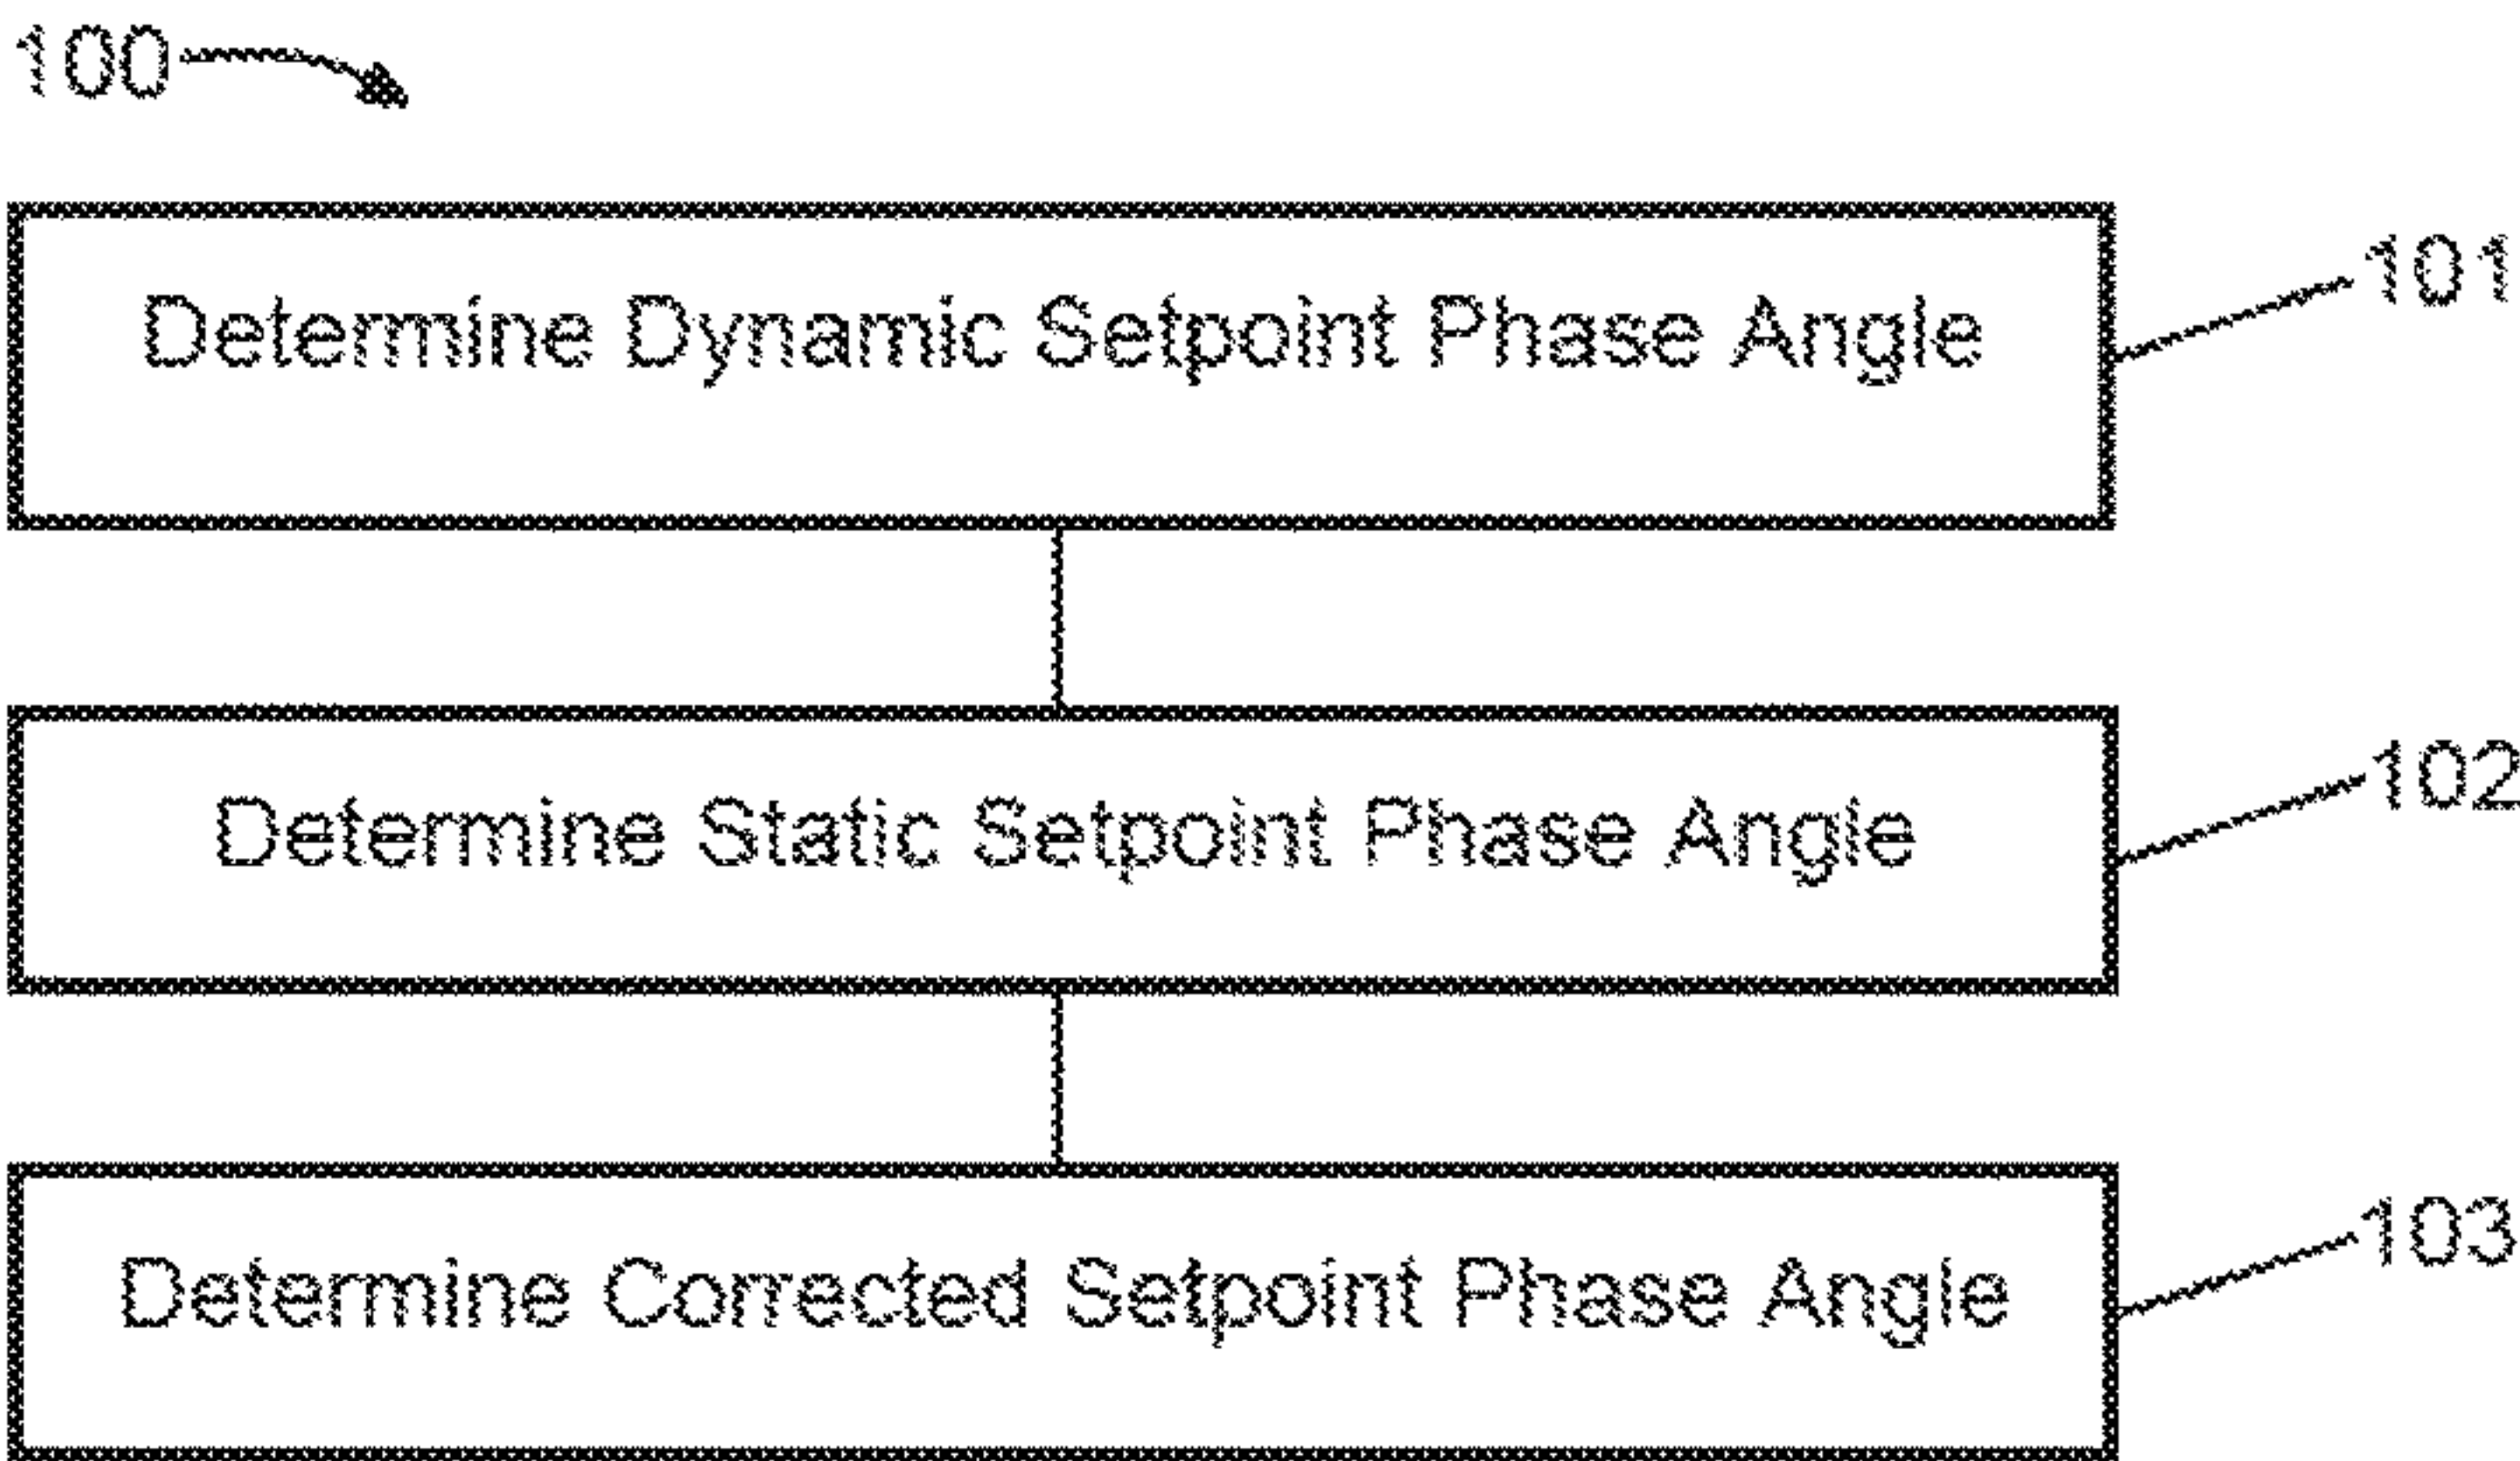 100
Determine Dynamic Setpoint Phase Angle
101
Determine Static Setpoint Phase Angle
102
Determine Corrected Setpoint Phase Angle
103